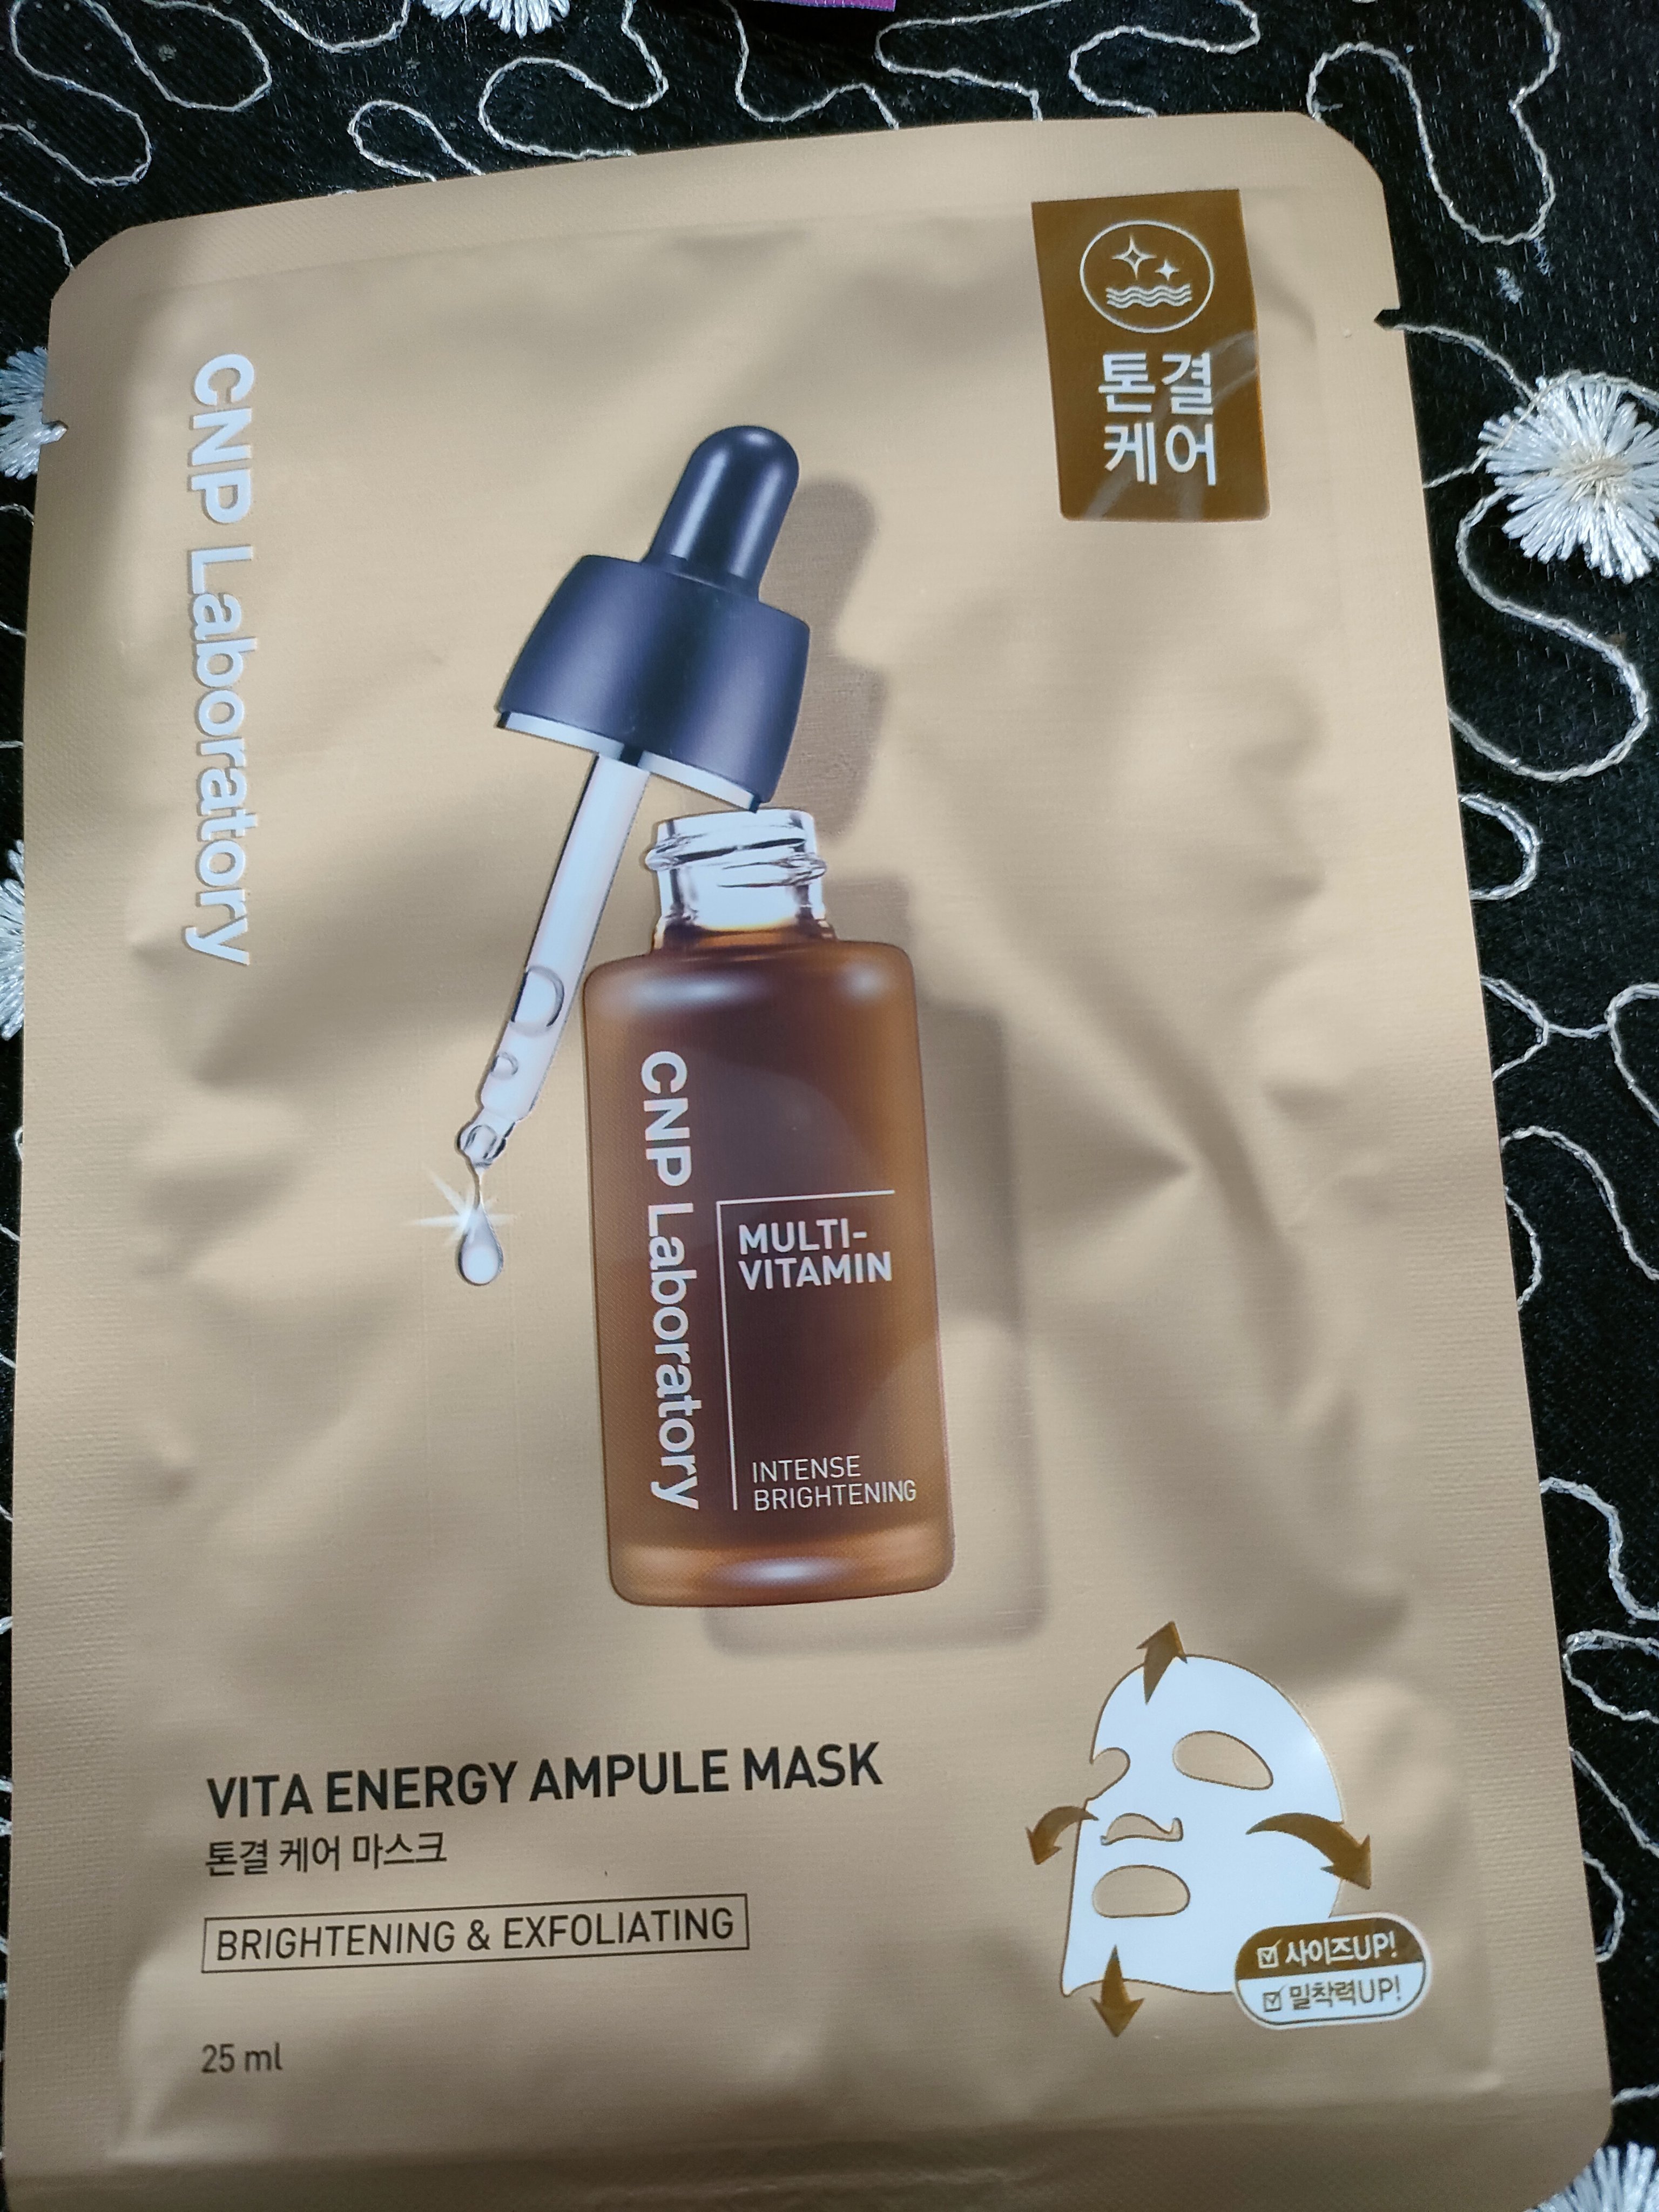 톤결
케어
CNP Laboratory
CNP Laboratory
MULTI-
VITAMIN
INTENSE
BRIGHTENING
VITA ENERGY AMPULE MASK
톤결 케어 마스크
BRIGHTENING & EXFOLIATING
사이즈UP!
밀착력UP!
25 ml